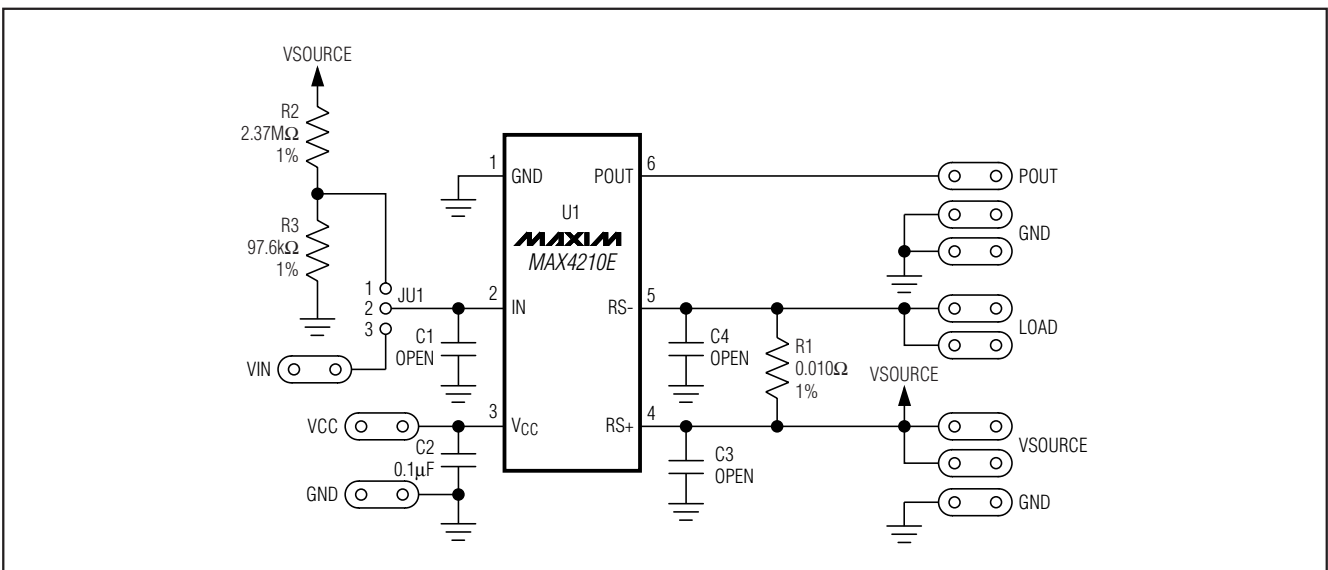 VSOURCE
R2
2.37MΩ
1%
R3
97.6kΩ
1%
1
2
3
JU1
VIN
C1
OPEN
VCC
C2
0.1µF
GND
1
GND
2
IN
3
VCC
U1
MAXIM
MAX4210E
POUT
6
RS-
5
RS+
4
C4
OPEN
R1
0.010Ω
1%
C3
OPEN
VSOURCE
POUT
GND
LOAD
VSOURCE
GND